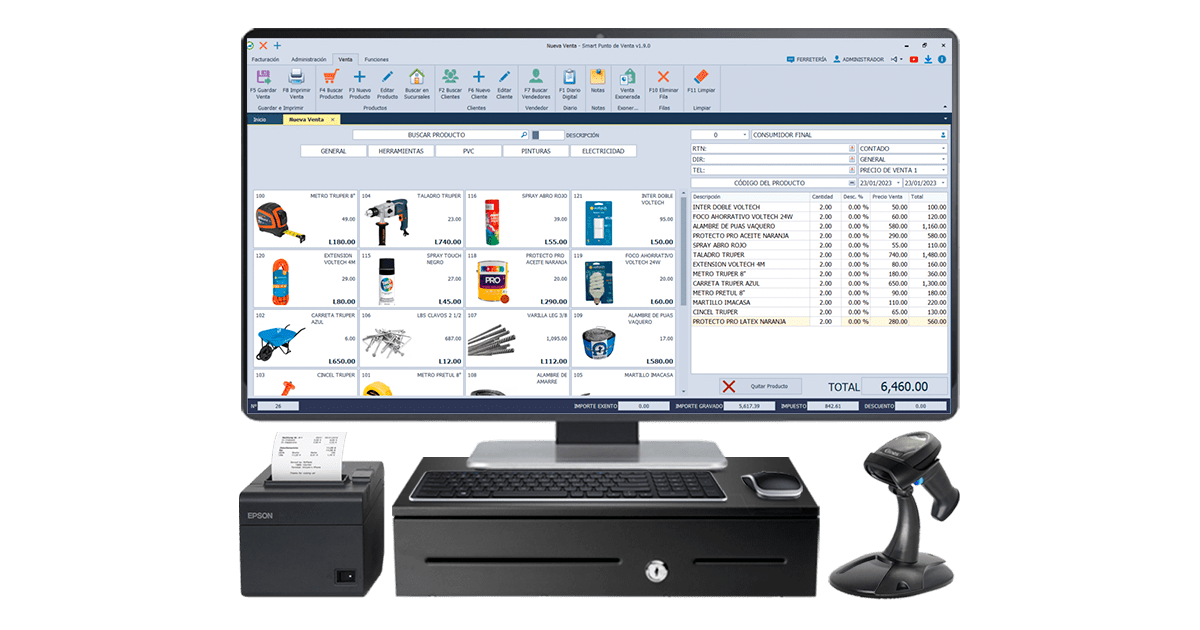 Nueva Venta - Smart Punto de Venta v1.9.0
Facturación Administración Venta Funciones
FERRETERÍA ADMINISTRADOR
F5 Guardar Venta
F8 Imprimir Venta
Guardar e Imprimir
F4 Buscar Productos
F3 Nuevo Producto
Editar Producto
Buscar en Sucursales
Productos
F2 Buscar Clientes
F6 Nuevo Cliente
Editar Cliente
Clientes
F7 Buscar Vendedores
Vendedor
F1 Diario Digital
Diario
Notas
Notas
Venta Exonerada
Exoner...
F10 Eliminar Fila
Filas
F11 Limpiar
Limpiar
Inicio Nueva Venta
BUSCAR PRODUCTO DESCRIPCIÓN
GENERAL HERRAMIENTAS PVC PINTURAS ELECTRICIDAD
100 METRO TRUPER 8"
49.00
L180.00
104 TALADRO TRUPER
23.00
L740.00
116 SPRAY ABRO ROJO
39.00
L55.00
121 INTER DOBLE VOLTECH
95.00
L50.00
120 EXTENSION VOLTECH 4M
29.00
L80.00
115 SPRAY TOUCH NEGRO
27.00
L45.00
118 PROTECTO PRO ACEITE NARANJA
PRO
20.00
L290.00
119 FOCO AHORRATIVO VOLTECH 24W
20.00
L60.00
102 CARRETA TRUPER AZUL
6.00
L650.00
106 LBS CLAVOS 2 1/2
687.00
L12.00
107 VARILLA LEG 3/8
1,095.00
L112.00
109 ALAMBRE DE PUAS VAQUERO
17.00
L580.00
103 CINCEL TRUPER
101 METRO PRETUL 8"
108 ALAMBRE DE AMARRE
105 MARTILLO IMACASA
0 CONSUMIDOR FINAL
RTN: CONTADO
DIR: GENERAL
TEL: PRECIO DE VENTA 1
CÓDIGO DEL PRODUCTO 23/01/2023 23/01/2023
Descripción Cantidad Desc. % Precio Venta Total
INTER DOBLE VOLTECH 2.00 0.00 % 50.00 100.00
FOCO AHORRATIVO VOLTECH 24W 2.00 0.00 % 60.00 120.00
ALAMBRE DE PUAS VAQUERO 2.00 0.00 % 580.00 1,160.00
PROTECTO PRO ACEITE NARANJA 2.00 0.00 % 290.00 580.00
SPRAY ABRO ROJO 2.00 0.00 % 55.00 110.00
TALADRO TRUPER 2.00 0.00 % 740.00 1,480.00
EXTENSION VOLTECH 4M 2.00 0.00 % 80.00 160.00
METRO TRUPER 8" 2.00 0.00 % 180.00 360.00
CARRETA TRUPER AZUL 2.00 0.00 % 650.00 1,300.00
METRO PRETUL 8" 2.00 0.00 % 90.00 180.00
MARTILLO IMACASA 2.00 0.00 % 110.00 220.00
CINCEL TRUPER 2.00 0.00 % 65.00 130.00
PROTECTO PRO LATEX NARANJA 2.00 0.00 % 280.00 560.00
Quitar Producto TOTAL 6,460.00
Nº 26 IMPORTE EXENTO 0.00 IMPORTE GRAVADO 5,617.39 IMPUESTO 842.61 DESCUENTO 0.00
EPSON